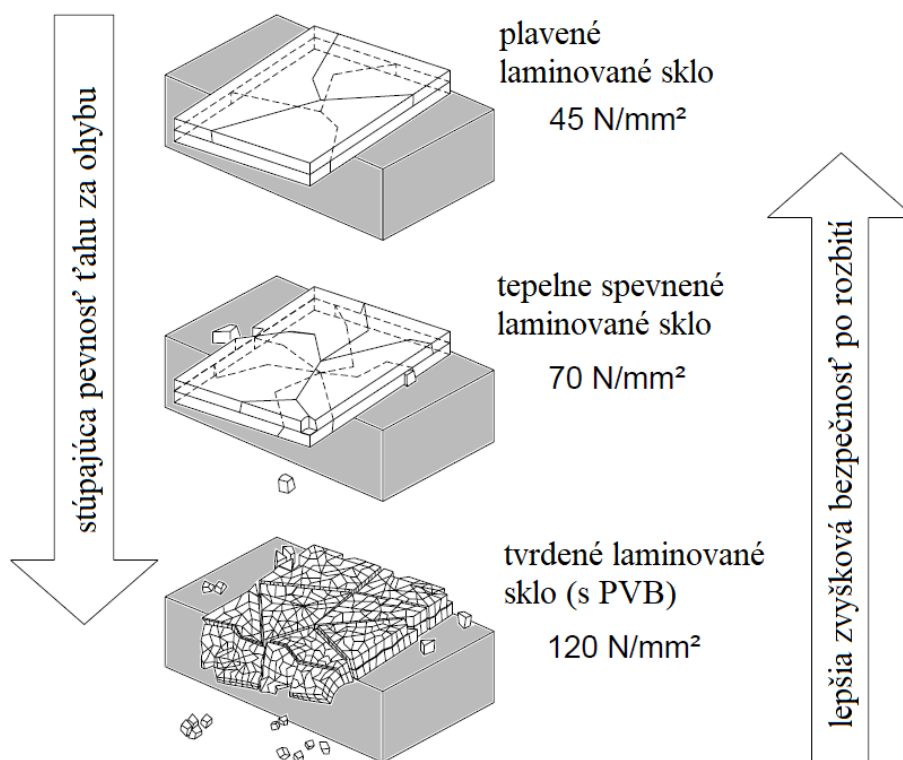 stúpajúca pevnosť ťahu za ohybu
plavené
laminované sklo
45 N/mm²
tepelne spevnené
laminované sklo
70 N/mm²
tvrdené laminované
sklo (s PVB)
120 N/mm²
lepšia zvyšková bezpečnosť po rozbití